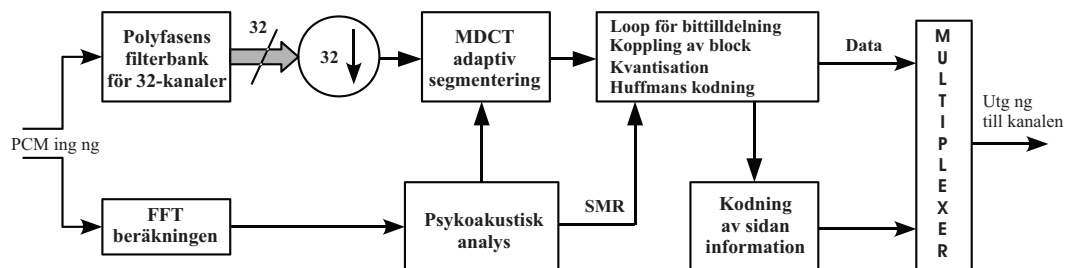 Polyfasens
filterbank
för 32-kanaler
32
32
MDCT
adaptiv
segmentering
Loop för bittilldelning
Koppling av block
Kvantisation
Huffmans kodning
Data
MULTIPLEXER
Utg ng
till kanalen
PCM ing ng
FFT
beräkningen
Psykoakustisk
analys
SMR
Kodning
av sidan
information